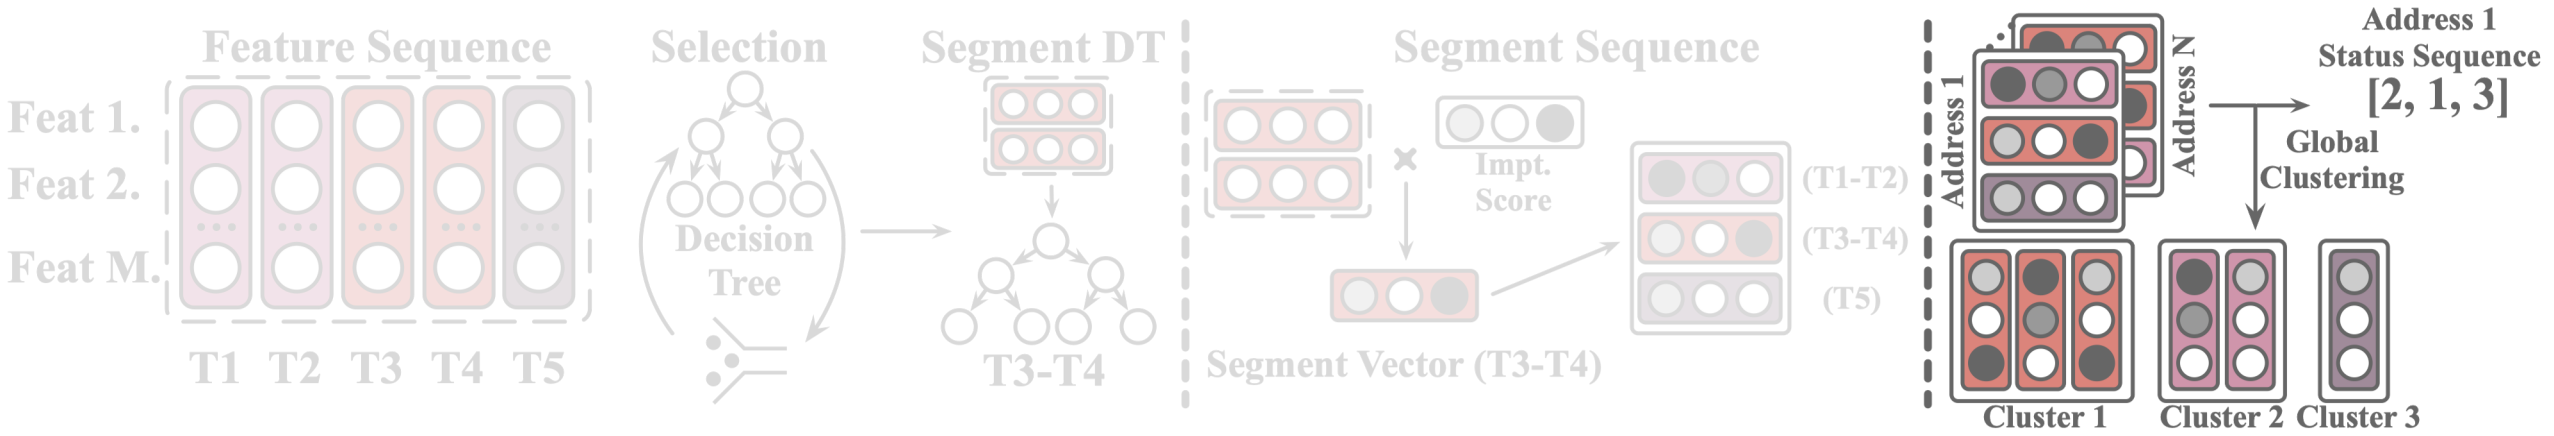 Feature Sequence
Feat 1.
Feat 2.
Feat M.
T1 T2 T3 T4 T5
Selection
Decision
Tree
Segment DT
T3-T4
Segment Sequence
Impt.
Score
Segment Vector (T3-T4)
(T1-T2)
(T3-T4)
(T5)
Address 1
Address N
Address 1
Status Sequence
[2, 1, 3]
Global
Clustering
Cluster 1
Cluster 2
Cluster 3